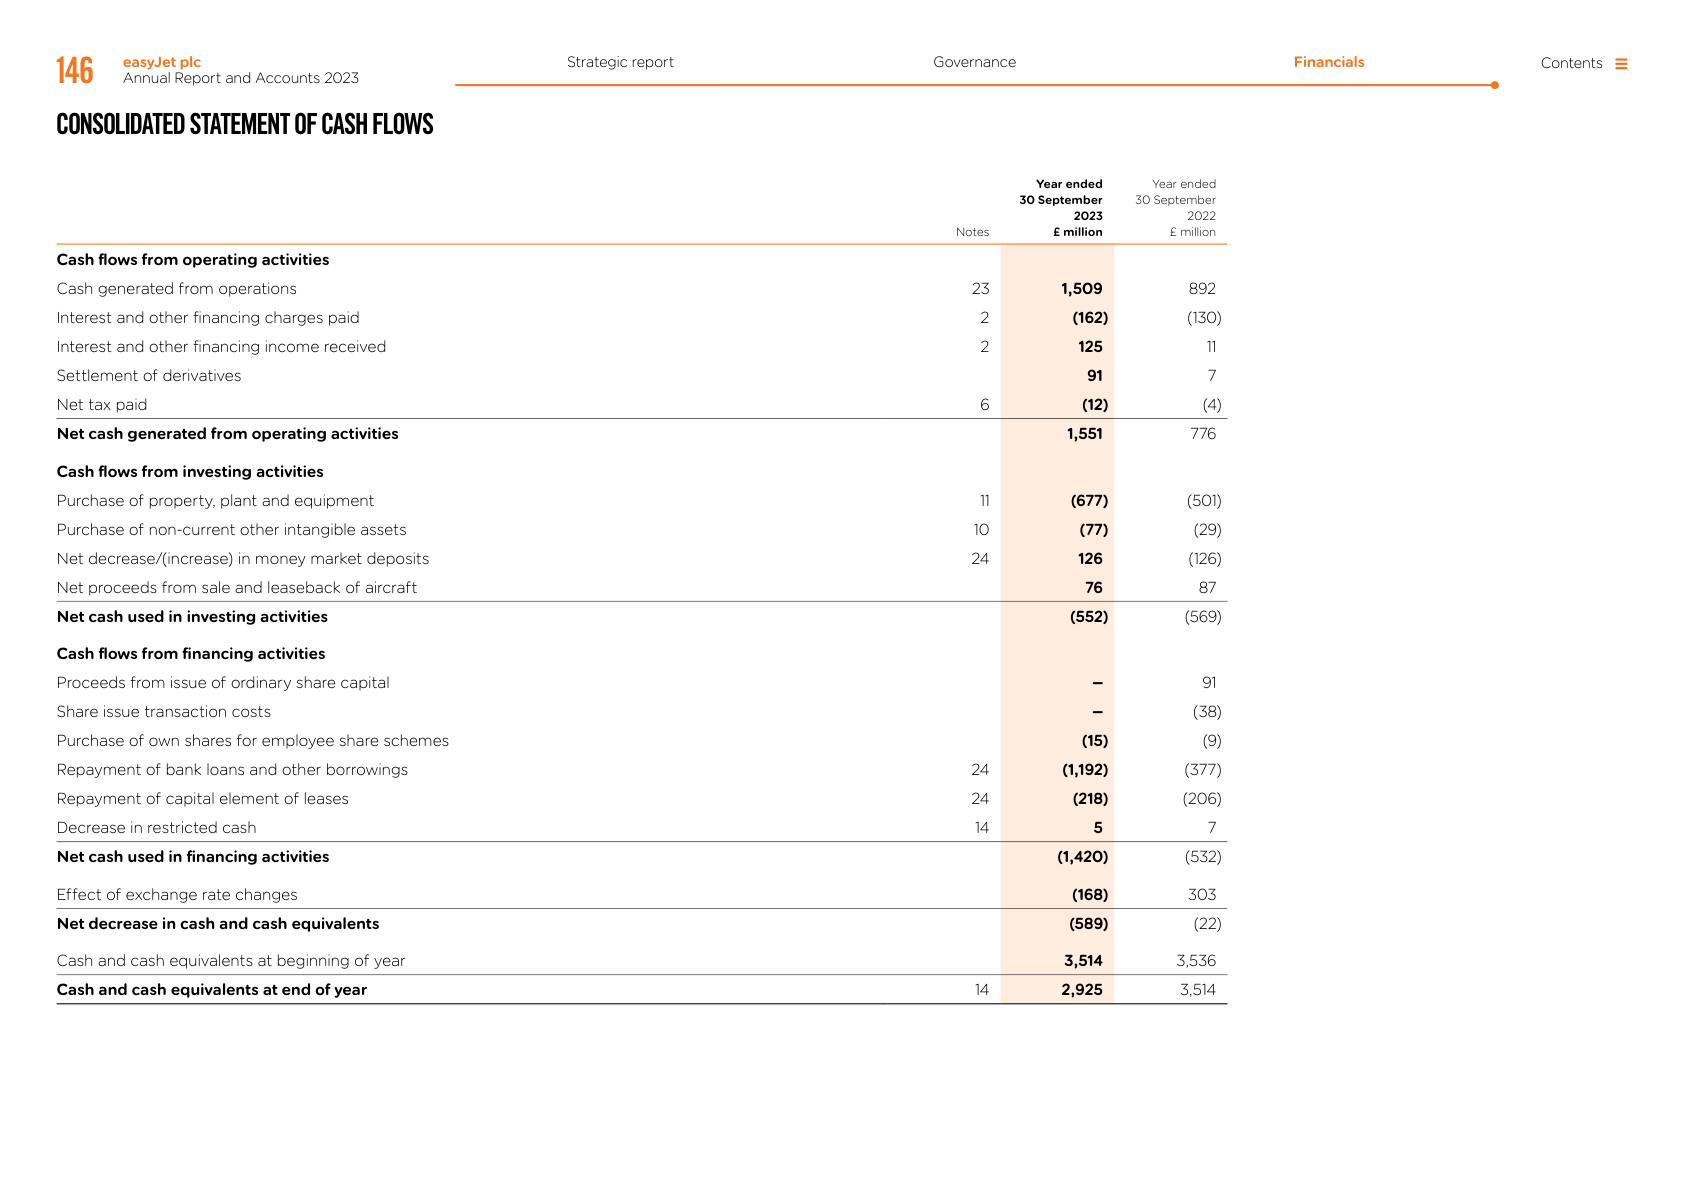 146
easyJet plc
Annual Report and Accounts 2023
Strategic report
Governance
Financials
Contents
CONSOLIDATED STATEMENT OF CASH FLOWS
Notes
Year ended
30 September
2023
£ million
Year ended
30 September
2022
£ million
Cash flows from operating activities
Cash generated from operations 23 1,509 892
Interest and other financing charges paid 2 (162) (130)
Interest and other financing income received 2 125 11
Settlement of derivatives 91 7
Net tax paid 6 (12) (4)
Net cash generated from operating activities 1,551 776
Cash flows from investing activities
Purchase of property, plant and equipment 11 (677) (501)
Purchase of non-current other intangible assets 10 (77) (29)
Net decrease/(increase) in money market deposits 24 126 (126)
Net proceeds from sale and leaseback of aircraft 76 87
Net cash used in investing activities (552) (569)
Cash flows from financing activities
Proceeds from issue of ordinary share capital – 91
Share issue transaction costs – (38)
Purchase of own shares for employee share schemes (15) (9)
Repayment of bank loans and other borrowings 24 (1,192) (377)
Repayment of capital element of leases 24 (218) (206)
Decrease in restricted cash 14 5 7
Net cash used in financing activities (1,420) (532)
Effect of exchange rate changes (168) 303
Net decrease in cash and cash equivalents (589) (22)
Cash and cash equivalents at beginning of year 3,514 3,536
Cash and cash equivalents at end of year 14 2,925 3,514